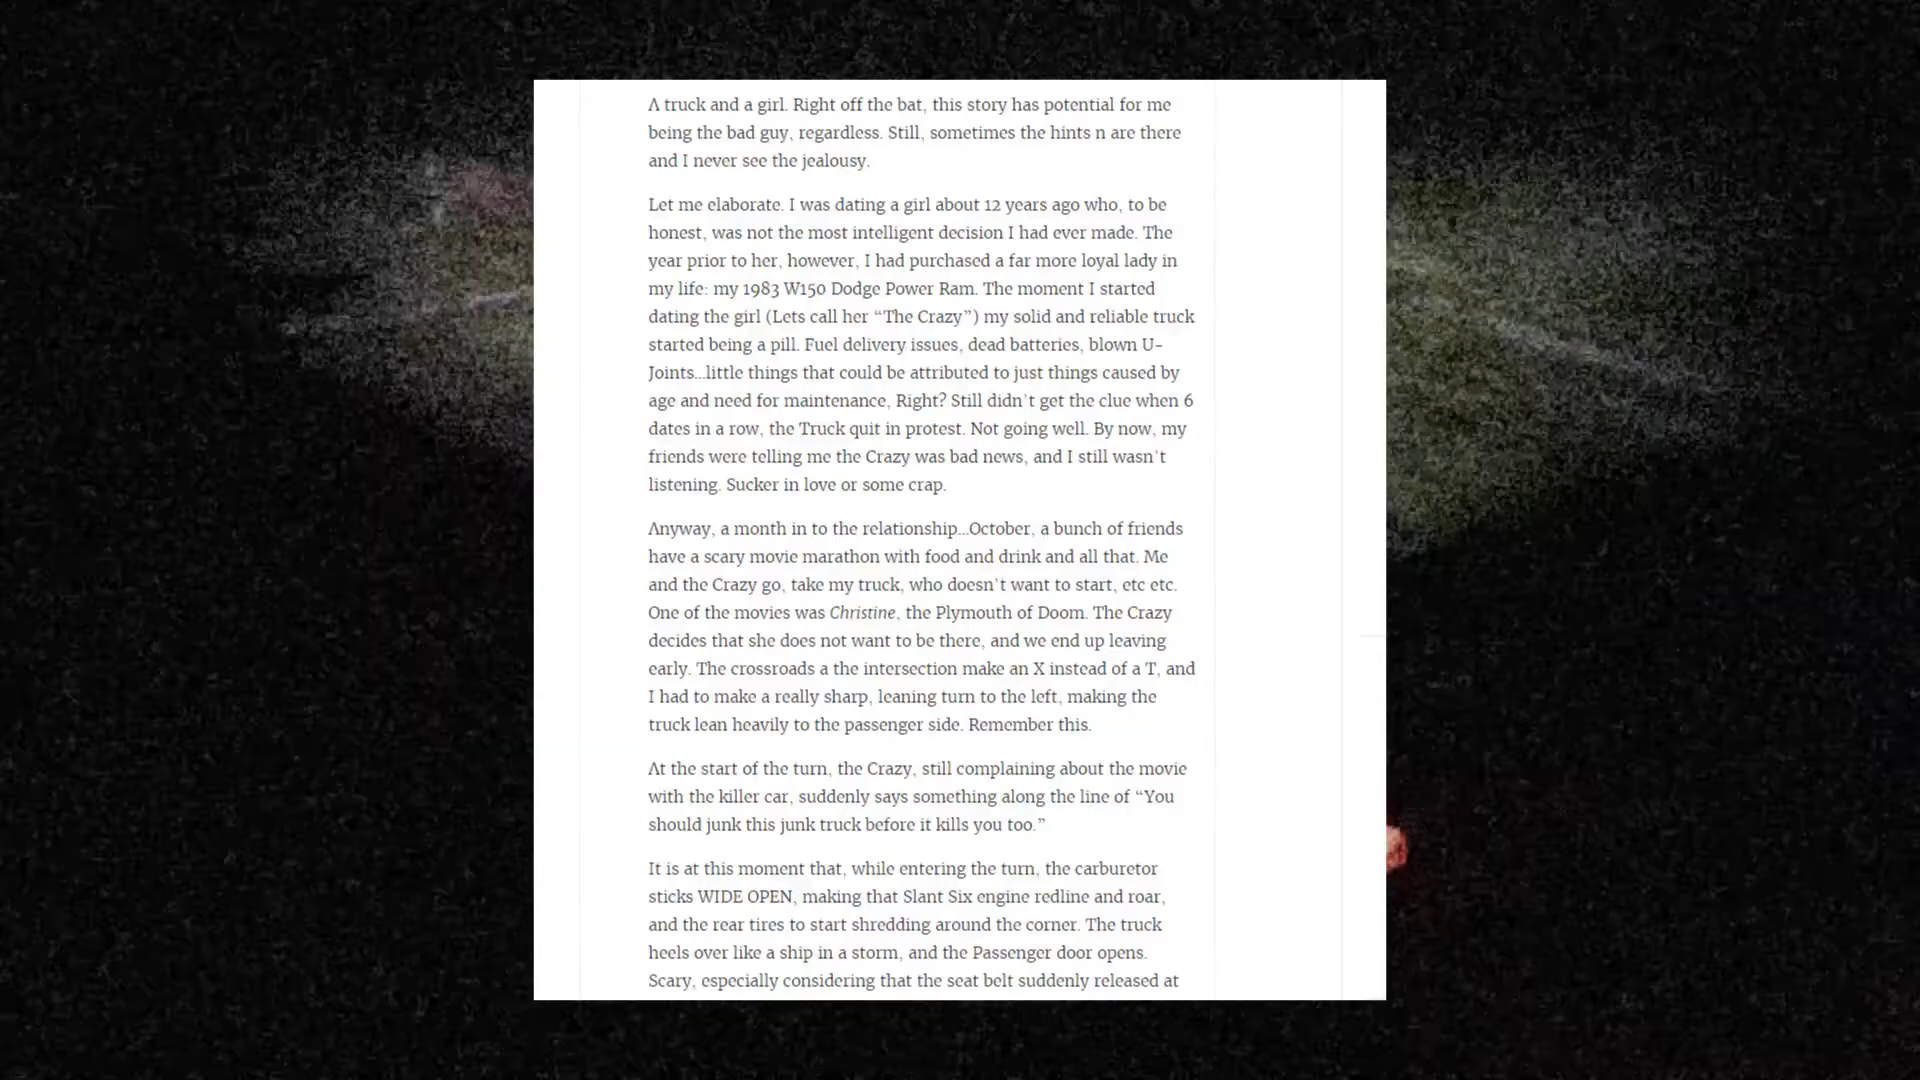 A truck and a girl. Right off the bat, this story has potential for me
being the bad guy, regardless. Still, sometimes the hints n are there
and I never see the jealousy.
Let me elaborate. I was dating a girl about 12 years ago who, to be
honest, was not the most intelligent decision I had ever made. The
year prior to her, however, I had purchased a far more loyal lady in
my life: my 1983 W150 Dodge Power Ram. The moment I started
dating the girl (Lets call her “The Crazy”) my solid and reliable truck
started being a pill. Fuel delivery issues, dead batteries, blown U-
Joints...little things that could be attributed to just things caused by
age and need for maintenance, Right? Still didn’t get the clue when 6
dates in a row, the Truck quit in protest. Not going well. By now, my
friends were telling me the Crazy was bad news, and I still wasn’t
listening. Sucker in love or some crap.
Anyway, a month in to the relationship...October, a bunch of friends
have a scary movie marathon with food and drink and all that. Me
and the Crazy go, take my truck, who doesn’t want to start, etc etc.
One of the movies was Christine, the Plymouth of Doom. The Crazy
decides that she does not want to be there, and we end up leaving
early. The crossroads a the intersection make an X instead of a T, and
I had to make a really sharp, leaning turn to the left, making the
truck lean heavily to the passenger side. Remember this.
At the start of the turn, the Crazy, still complaining about the movie
with the killer car, suddenly says something along the line of “You
should junk this junk truck before it kills you too.”
It is at this moment that, while entering the turn, the carburetor
sticks WIDE OPEN, making that Slant Six engine redline and roar,
and the rear tires to start shredding around the corner. The truck
heels over like a ship in a storm, and the Passenger door opens.
Scary, especially considering that the seat belt suddenly released at